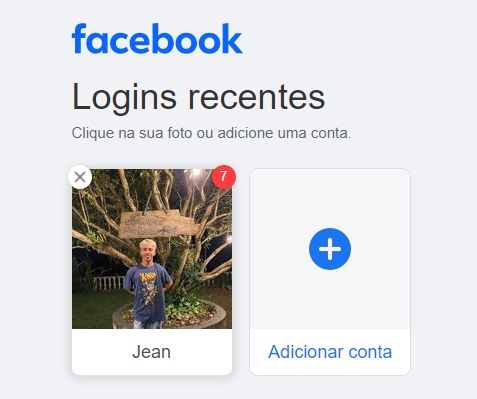 facebook
Logins recentes
Clique na sua foto ou adicione uma conta.
7
Jean
Adicionar conta